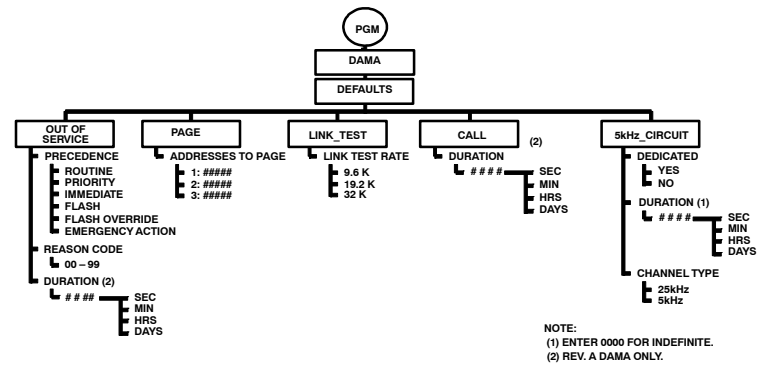 PGM
DAMA
DEFAULTS
OUT OF
SERVICE
PRECEDENCE
ROUTINE
PRIORITY
IMMEDIATE
FLASH
FLASH OVERRIDE
EMERGENCY ACTION
REASON CODE
00 – 99
DURATION (2)
# # ##
SEC
MIN
HRS
DAYS
PAGE
ADDRESSES TO PAGE
1: #####
2: #####
3: #####
LINK_TEST
LINK TEST RATE
9.6 K
19.2 K
32 K
CALL
(2)
DURATION
# # # #
SEC
MIN
HRS
DAYS
5kHz_CIRCUIT
DEDICATED
YES
NO
DURATION (1)
# # # #
SEC
MIN
HRS
DAYS
CHANNEL TYPE
25kHz
5kHz
NOTE:
(1) ENTER 0000 FOR INDEFINITE.
(2) REV. A DAMA ONLY.